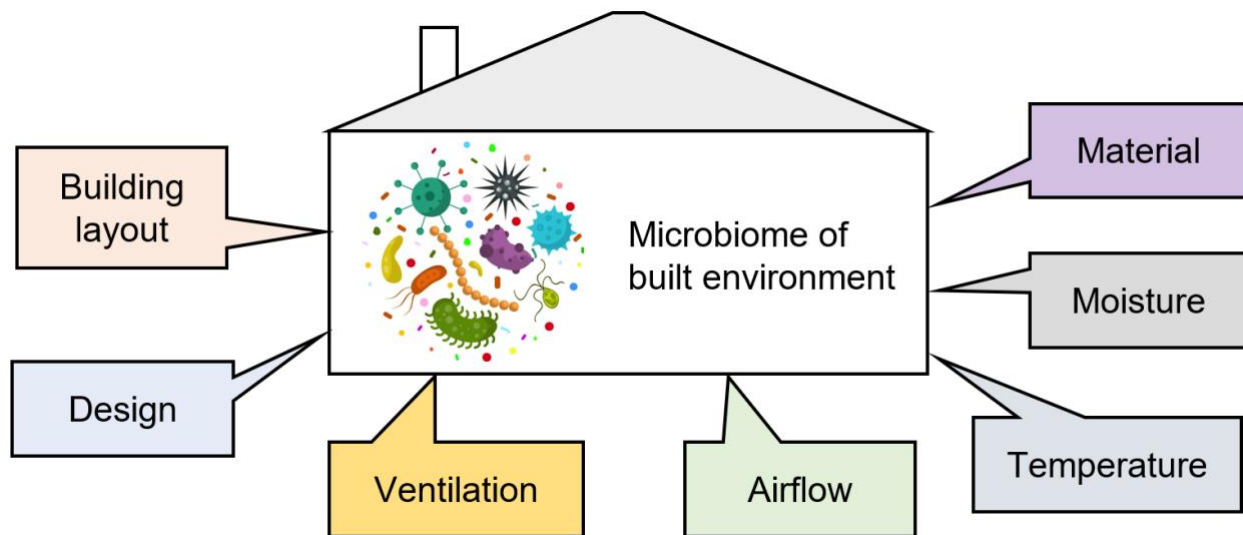 Building
layout
Design
Ventilation
Microbiome of
built environment
Airflow
Material
Moisture
Temperature